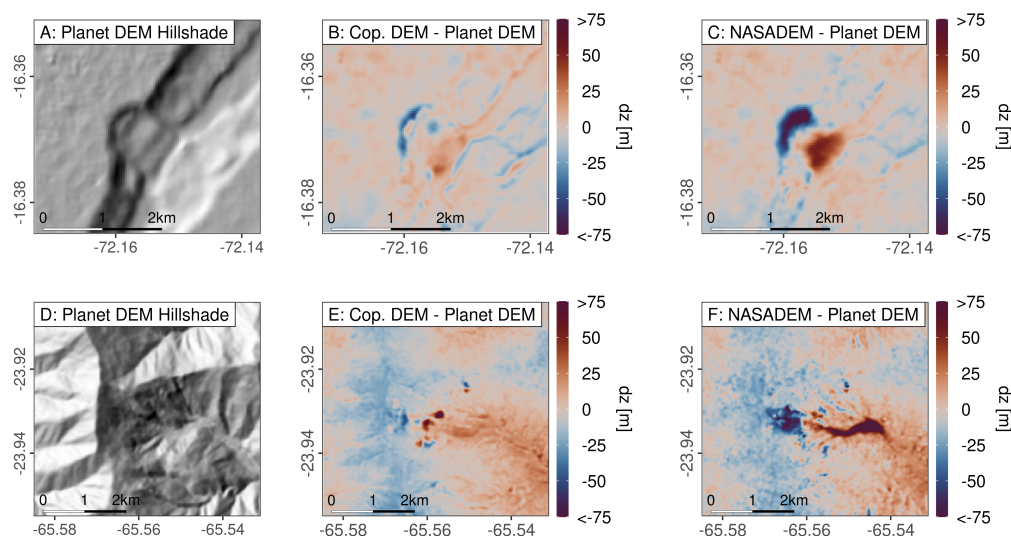 A: Planet DEM Hillshade
B: Cop. DEM - Planet DEM
C: NASADEM - Planet DEM
-16.36
-16.38
0 1 2km
-72.16 -72.14
0 1 2km
-72.16 -72.14
>75
50
25
0
-25
-50
<-75
dz [m]
-16.36
-16.38
0 1 2km
-72.16 -72.14
>75
50
25
0
-25
-50
<-75
dz [m]
-16.36
-16.38
D: Planet DEM Hillshade
E: Cop. DEM - Planet DEM
F: NASADEM - Planet DEM
-23.92
-23.94
0 1 2km
-65.58 -65.56 -65.54
-23.92
-23.94
0 1 2km
-65.58 -65.56 -65.54
>75
50
25
0
-25
-50
<-75
dz [m]
-23.92
-23.94
0 1 2km
-65.58 -65.56 -65.54
>75
50
25
0
-25
-50
<-75
dz [m]